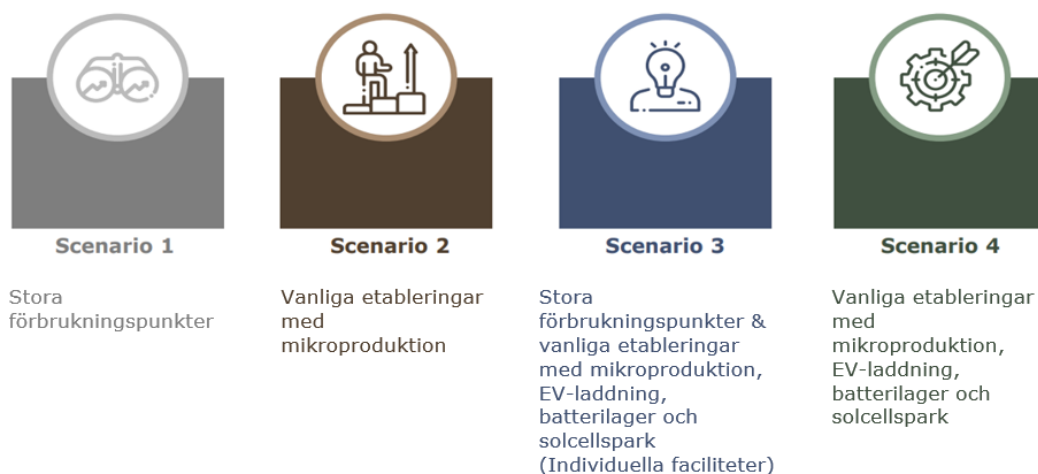 Scenario 1
Stora
förbrukningspunkter
Scenario 2
Vanliga etableringar
med
mikroproduktion
Scenario 3
Stora
förbrukningspunkter &
vanliga etableringar
med mikroproduktion,
EV-laddning,
batterilager och
solcellspark
(Individuella faciliteter)
Scenario 4
Vanliga etableringar
med
mikroproduktion,
EV-laddning,
batterilager och
solcellspark